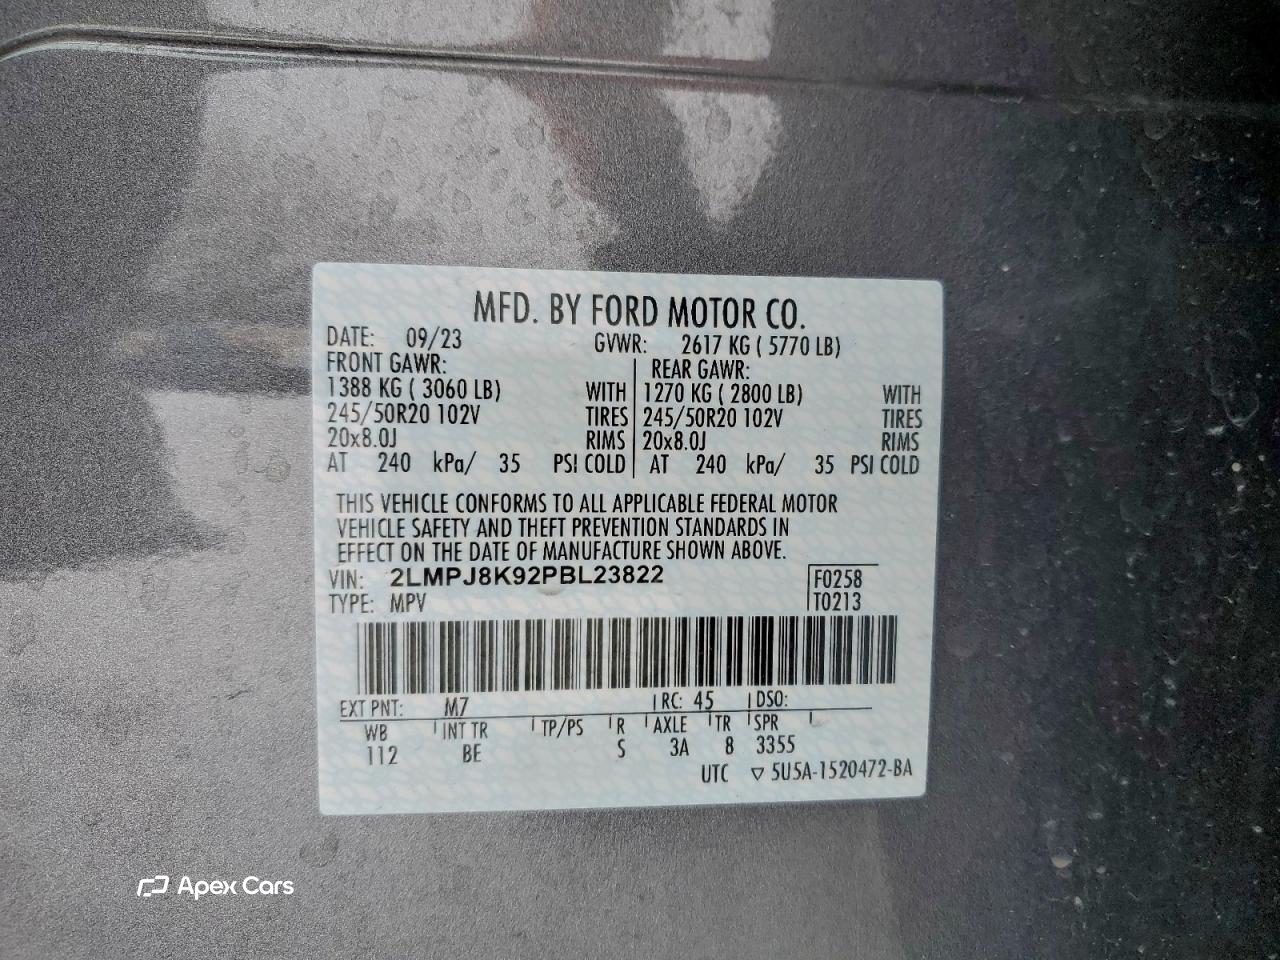 MFD. BY FORD MOTOR CO.
DATE: 09/23 GVWR: 2617 KG ( 5770 LB)
FRONT GAWR: REAR GAWR:
1388 KG ( 3060 LB) WITH 1270 KG ( 2800 LB) WITH
245/50R20 102V TIRES 245/50R20 102V TIRES
20x8.0J RIMS 20x8.0J RIMS
AT 240 kPa/ 35 PSI COLD AT 240 kPa/ 35 PSI COLD
THIS VEHICLE CONFORMS TO ALL APPLICABLE FEDERAL MOTOR
VEHICLE SAFETY AND THEFT PREVENTION STANDARDS IN
EFFECT ON THE DATE OF MANUFACTURE SHOWN ABOVE.
VIN: 2LMPJ8K92PBL23822 F0258
TYPE: MPV T0213
EXT PNT: M7 RC: 45 DSO:
WB INT TR TP/PS R AXLE TR SPR
112 BE S 3A 8 3355
UTC ▽ 5U5A-1520472-BA
Apex Cars